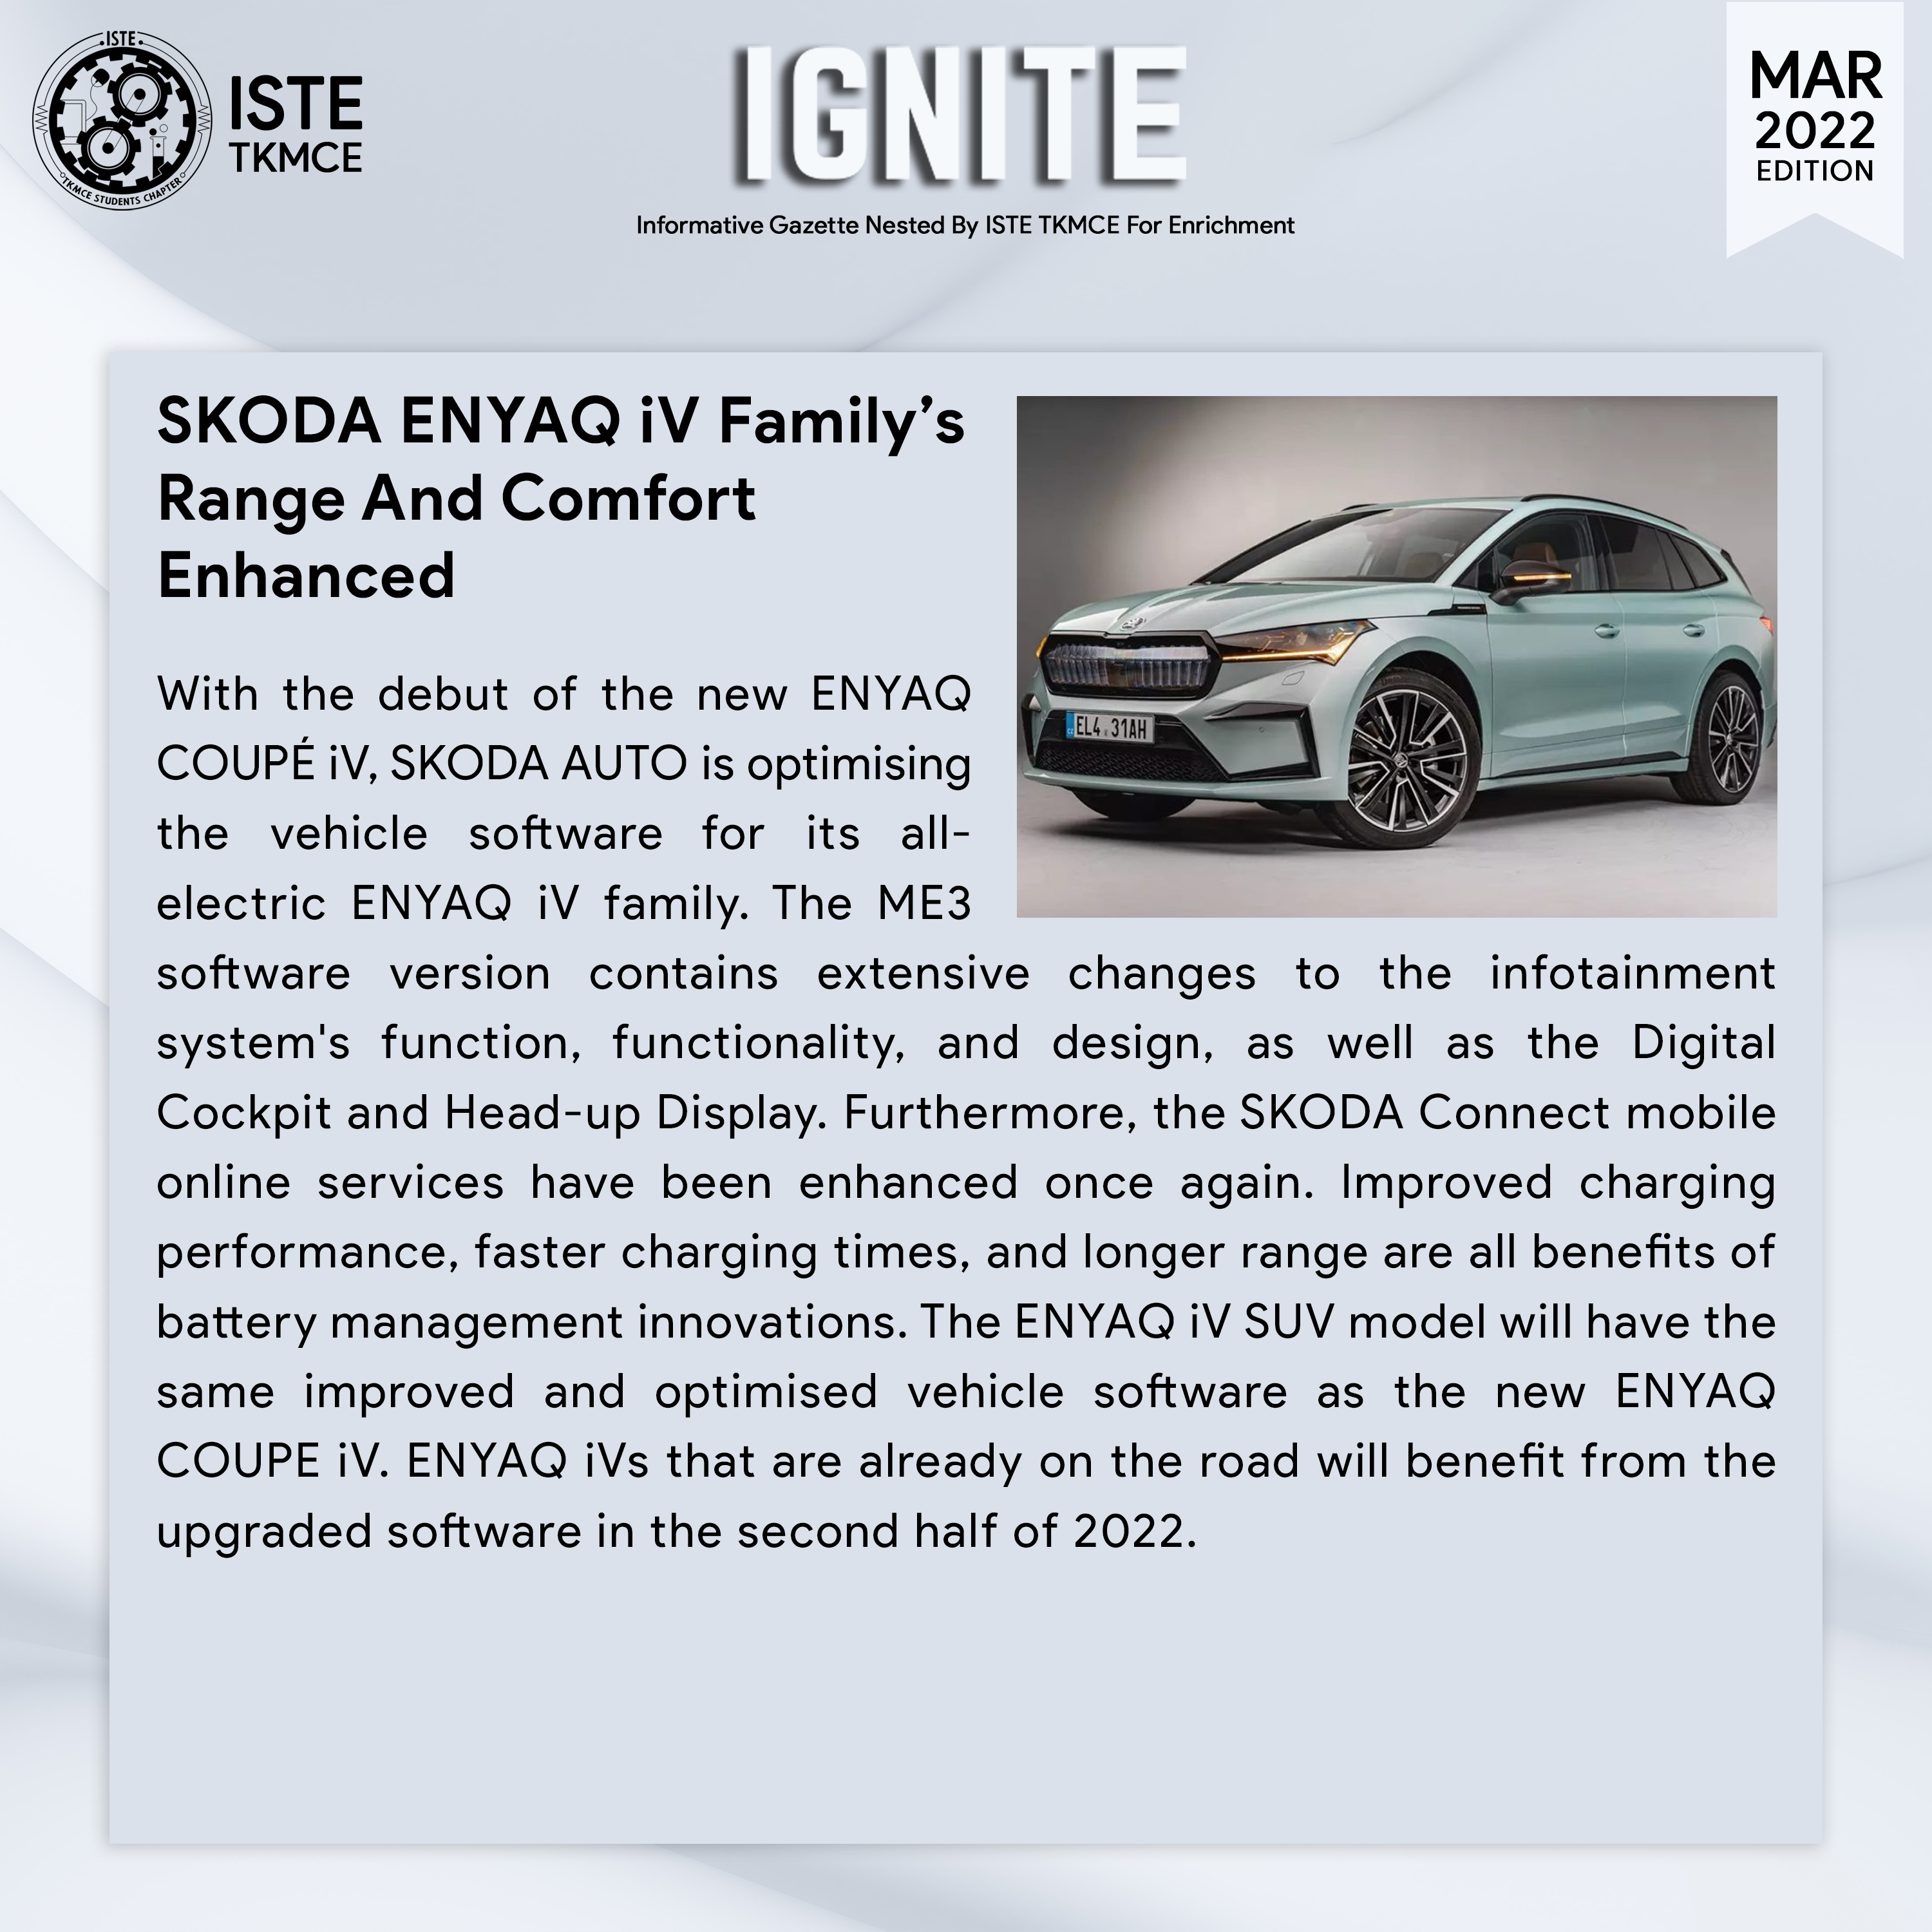 ISTE
TKMCE STUDENTS CHAPTER
ISTE
TKMCE
IGNITE
Informative Gazette Nested By ISTE TKMCE For Enrichment
MAR
2022
EDITION
SKODA ENYAQ iV Family’s
Range And Comfort
Enhanced
EL4 31AH
With the debut of the new ENYAQ
COUPÉ iV, SKODA AUTO is optimising
the vehicle software for its all-
electric ENYAQ iV family. The ME3
software version contains extensive changes to the infotainment
system's function, functionality, and design, as well as the Digital
Cockpit and Head-up Display. Furthermore, the SKODA Connect mobile
online services have been enhanced once again. Improved charging
performance, faster charging times, and longer range are all benefits of
battery management innovations. The ENYAQ iV SUV model will have the
same improved and optimised vehicle software as the new ENYAQ
COUPE iV. ENYAQ iVs that are already on the road will benefit from the
upgraded software in the second half of 2022.